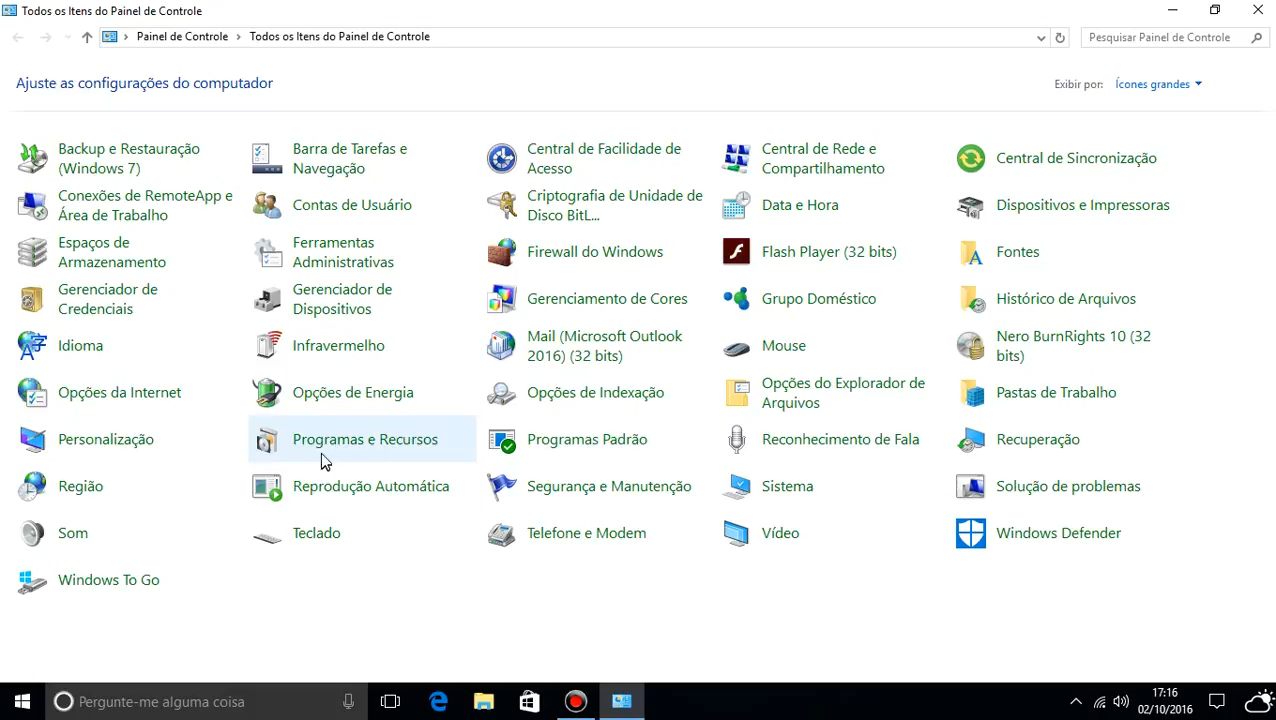 Todos os Itens do Painel de Controle
Painel de Controle
Todos os Itens do Painel de Controle
Pesquisar Painel de Controle
Ajuste as configurações do computador
Exibir por:
Ícones grandes
Backup e Restauração
(Windows 7)
Barra de Tarefas e
Navegação
Central de Facilidade de
Acesso
Central de Rede e
Compartilhamento
Central de Sincronização
Conexões de RemoteApp e
Área de Trabalho
Contas de Usuário
Criptografia de Unidade de
Disco BitL...
Data e Hora
Dispositivos e Impressoras
Espaços de
Armazenamento
Ferramentas
Administrativas
Firewall do Windows
Flash Player (32 bits)
Fontes
Gerenciador de
Credenciais
Gerenciador de
Dispositivos
Gerenciamento de Cores
Grupo Doméstico
Histórico de Arquivos
Idioma
Infravermelho
Mail (Microsoft Outlook
2016) (32 bits)
Mouse
Nero BurnRights 10 (32
bits)
Opções da Internet
Opções de Energia
Opções de Indexação
Opções do Explorador de
Arquivos
Pastas de Trabalho
Personalização
Programas e Recursos
Programas Padrão
Reconhecimento de Fala
Recuperação
Região
Reprodução Automática
Segurança e Manutenção
Sistema
Solução de problemas
Som
Teclado
Telefone e Modem
Vídeo
Windows Defender
Windows To Go
Pergunte-me alguma coisa
17:16
02/10/2016